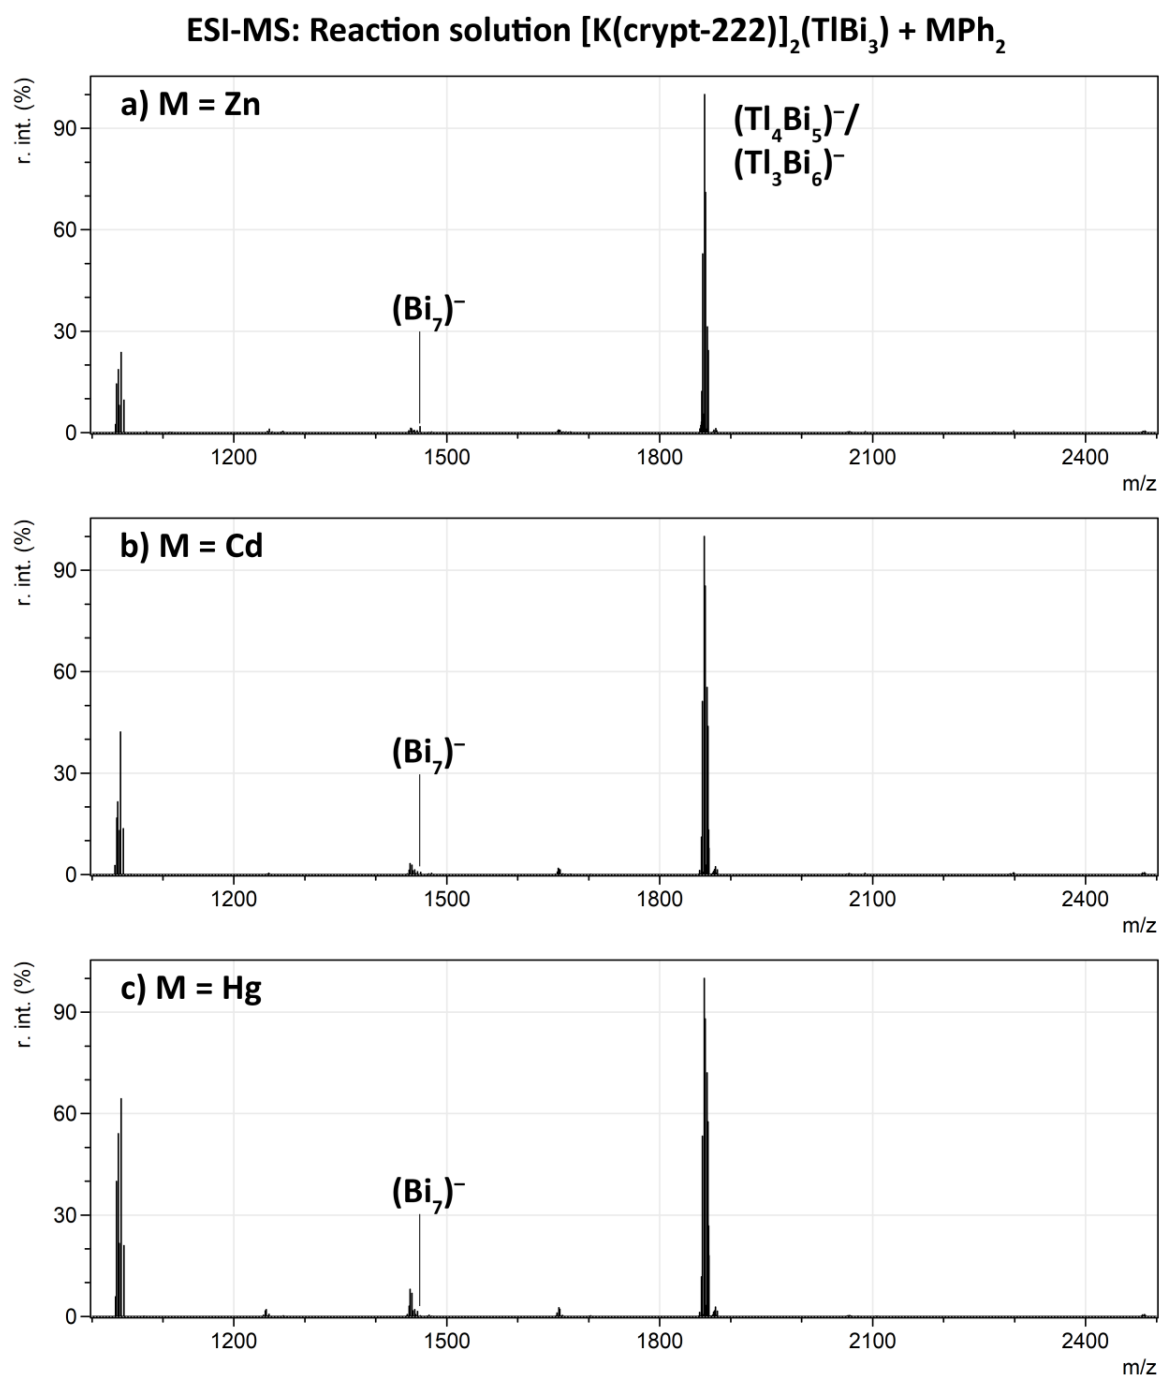 ESI-MS: Reaction solution [K(crypt-222)]₂(TlBi₃) + MPh₂
r. int. (%)
a) M = Zn
(Tl₄Bi₅)⁻/
(Tl₃Bi₆)⁻
(Bi₇)⁻
90
60
30
0
1200 1500 1800 2100 2400
m/z
r. int. (%)
b) M = Cd
(Bi₇)⁻
90
60
30
0
1200 1500 1800 2100 2400
m/z
r. int. (%)
c) M = Hg
(Bi₇)⁻
90
60
30
0
1200 1500 1800 2100 2400
m/z